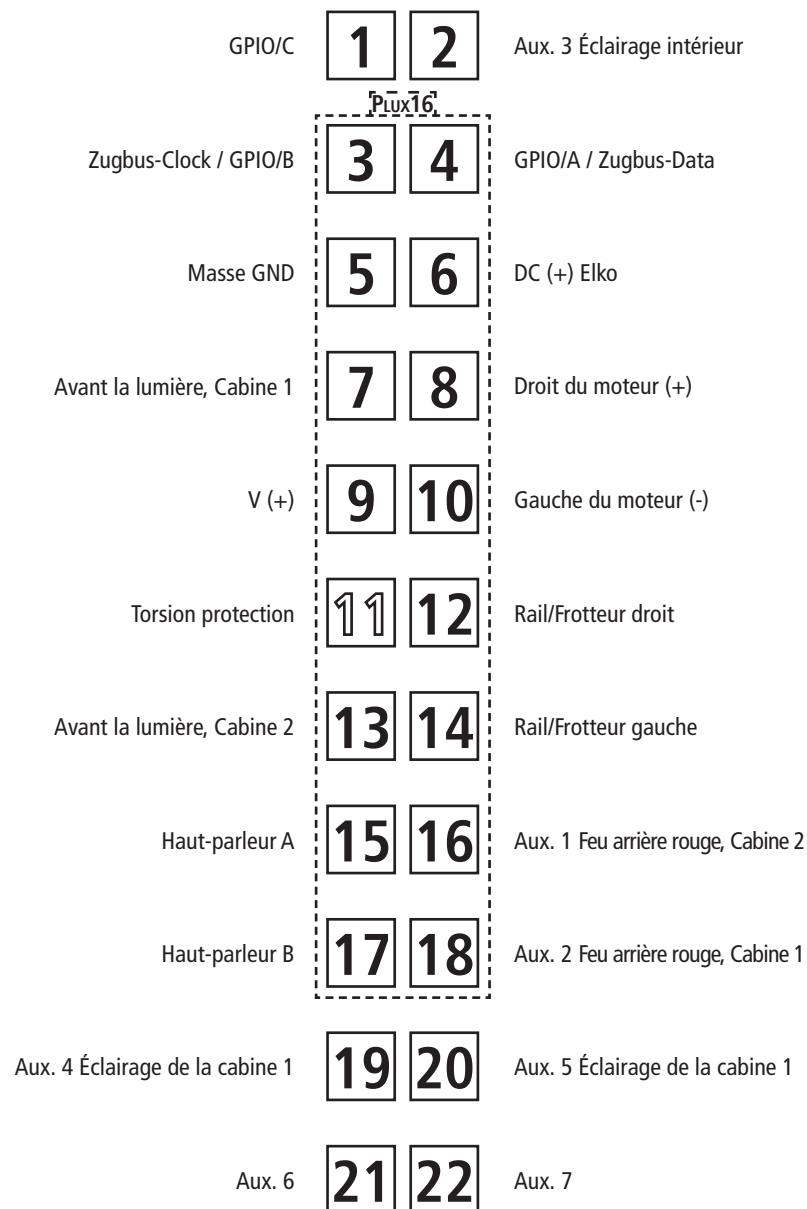 GPIO/C 1 2 Aux. 3 Éclairage intérieur
PLUX16
Zugbus-Clock / GPIO/B 3 4 GPIO/A / Zugbus-Data
Masse GND 5 6 DC (+) Elko
Avant la lumière, Cabine 1 7 8 Droit du moteur (+)
V (+) 9 10 Gauche du moteur (-)
Torsion protection 11 12 Rail/Frotteur droit
Avant la lumière, Cabine 2 13 14 Rail/Frotteur gauche
Haut-parleur A 15 16 Aux. 1 Feu arrière rouge, Cabine 2
Haut-parleur B 17 18 Aux. 2 Feu arrière rouge, Cabine 1
Aux. 4 Éclairage de la cabine 1 19 20 Aux. 5 Éclairage de la cabine 1
Aux. 6 21 22 Aux. 7